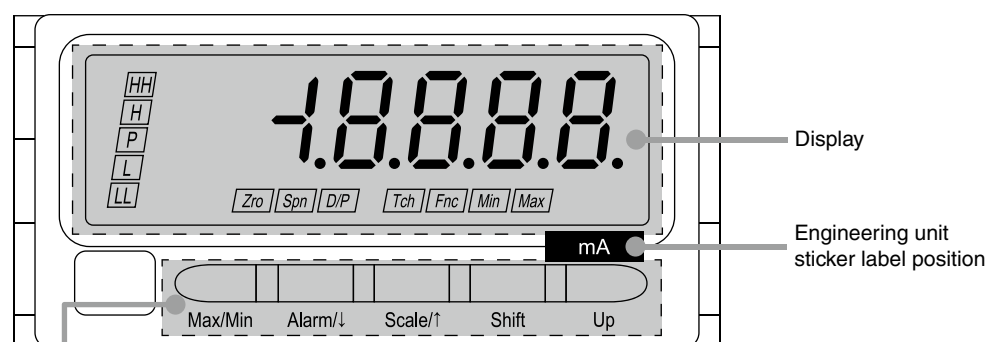 HH
H
P
L
LL
-1.8.8.8.8.
Zro Spn D/P Tch Fnc Min Max
Display
mA
Engineering unit
sticker label position
Max/Min Alarm/↓ Scale/↑ Shift Up